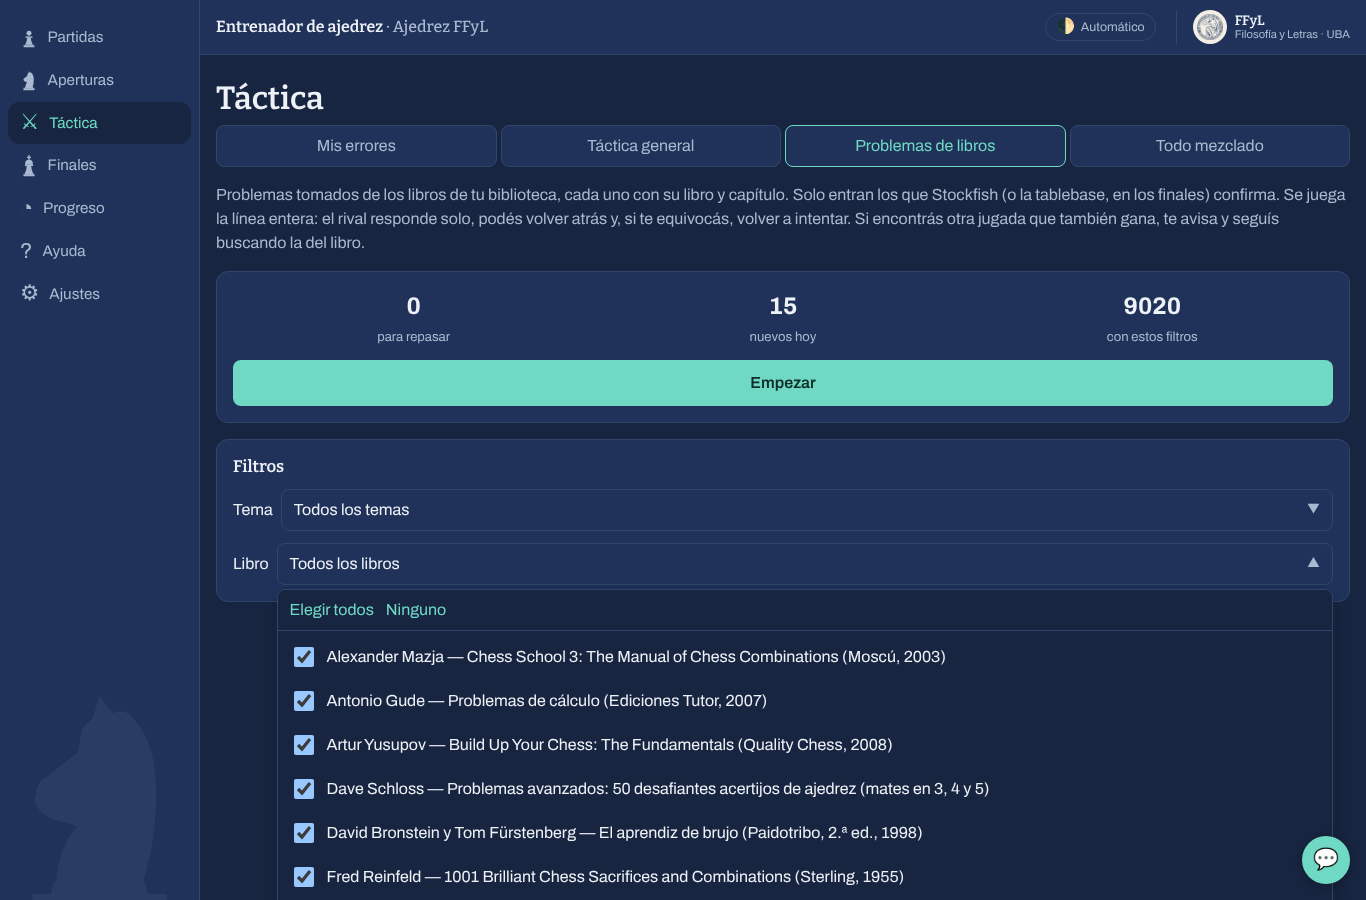 Partidas
Aperturas
Táctica
Finales
Progreso
? Ayuda
Ajustes
Entrenador de ajedrez · Ajedrez FFyL
Automático
FFyL
Filosofía y Letras · UBA
Táctica
Mis errores
Táctica general
Problemas de libros
Todo mezclado
Problemas tomados de los libros de tu biblioteca, cada uno con su libro y capítulo. Solo entran los que Stockfish (o la tablebase, en los finales) confirma. Se juega
la línea entera: el rival responde solo, podés volver atrás y, si te equivocás, volver a intentar. Si encontrás otra jugada que también gana, te avisa y seguís
buscando la del libro.
0
para repasar
15
nuevos hoy
9020
con estos filtros
Empezar
Filtros
Tema
Todos los temas
Libro
Todos los libros
Elegir todos Ninguno
Alexander Mazja — Chess School 3: The Manual of Chess Combinations (Moscú, 2003)
Antonio Gude — Problemas de cálculo (Ediciones Tutor, 2007)
Artur Yusupov — Build Up Your Chess: The Fundamentals (Quality Chess, 2008)
Dave Schloss — Problemas avanzados: 50 desafiantes acertijos de ajedrez (mates en 3, 4 y 5)
David Bronstein y Tom Fürstenberg — El aprendiz de brujo (Paidotribo, 2.ª ed., 1998)
Fred Reinfeld — 1001 Brilliant Chess Sacrifices and Combinations (Sterling, 1955)